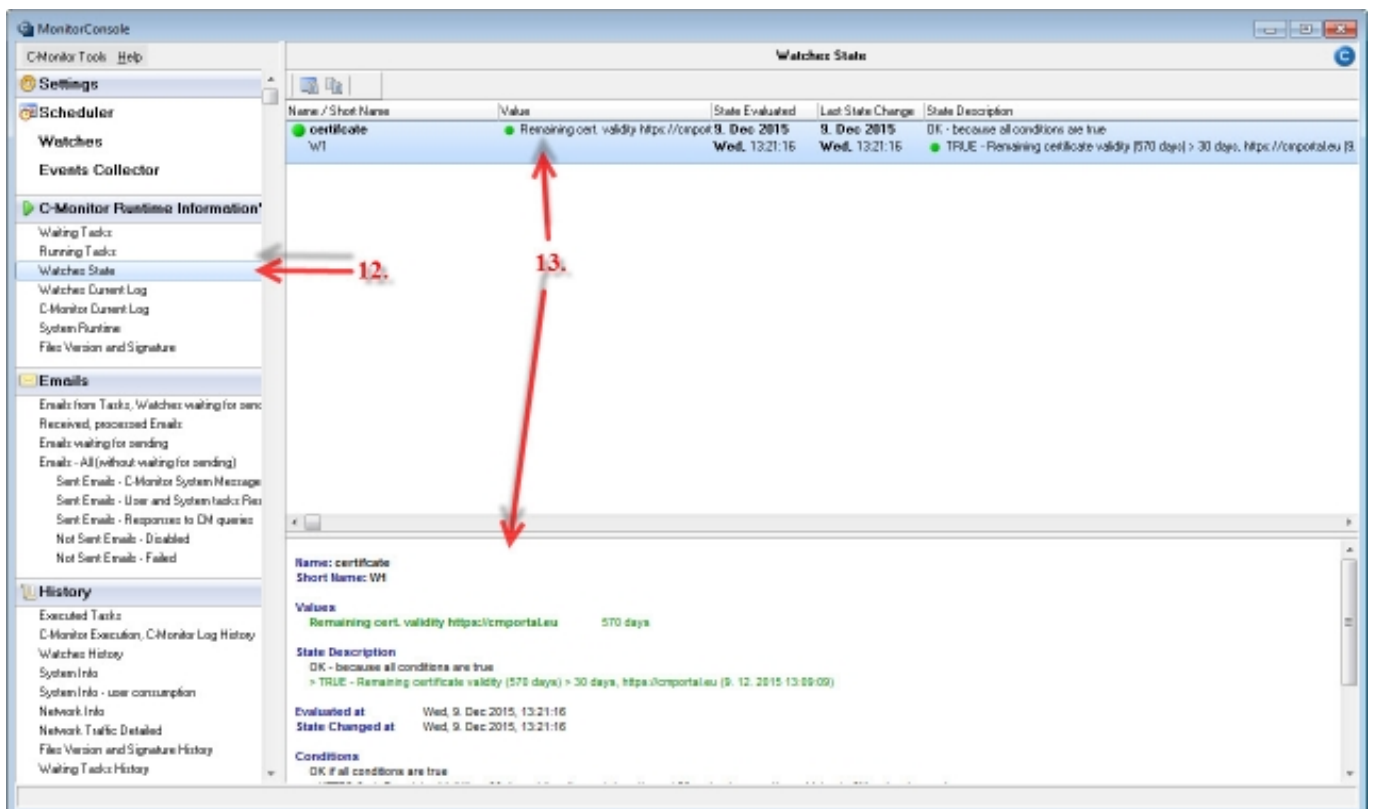 MonitorConsole
C-Monitor Tools Help
Watches State
Settings
Scheduler
Watches
Events Collector
C-Monitor Runtime Information
Waiting Tasks
Running Tasks
Watches State
Watches Current Log
C-Monitor Current Log
System Runtime
Files Version and Signature
Emails
Emails from Tasks, Watches waiting for send
Received, processed Emails
Emails waiting for sending
Emails - All (without waiting for sending)
Sent Emails - C-Monitor System Message
Sent Emails - User and System tasks Res
Sent Emails - Responses to CM queries
Not Sent Emails - Disabled
Not Sent Emails - Failed
History
Executed Tasks
C-Monitor Execution, C-Monitor Log History
Watches History
System Info
System Info - user consumption
Network Info
Network Traffic Detailed
Files Version and Signature History
Waiting Tasks History
Name / Short Name Value State Evaluated Last State Change State Description
certificate Remaining cert. validity https://cmport 9. Dec 2015 9. Dec 2015 OK - because all conditions are true
W1 Wed, 13:21:16 Wed, 13:21:16 TRUE - Remaining certificate validity (570 days) > 30 days, https://cmportal.eu (9.
12.
13.
Name: certifcate
Short Name: W1
Values
Remaining cert. validity https://cmportal.eu 570 days
State Description
OK - because all conditions are true
> TRUE - Remaining certificate validity (570 days) > 30 days, https://cmportal.eu (9. 12. 2015 13:09:09)
Evaluated at Wed, 9. Dec 2015, 13:21:16
State Changed at Wed, 9. Dec 2015, 13:21:16
Conditions
OK if all conditions are true